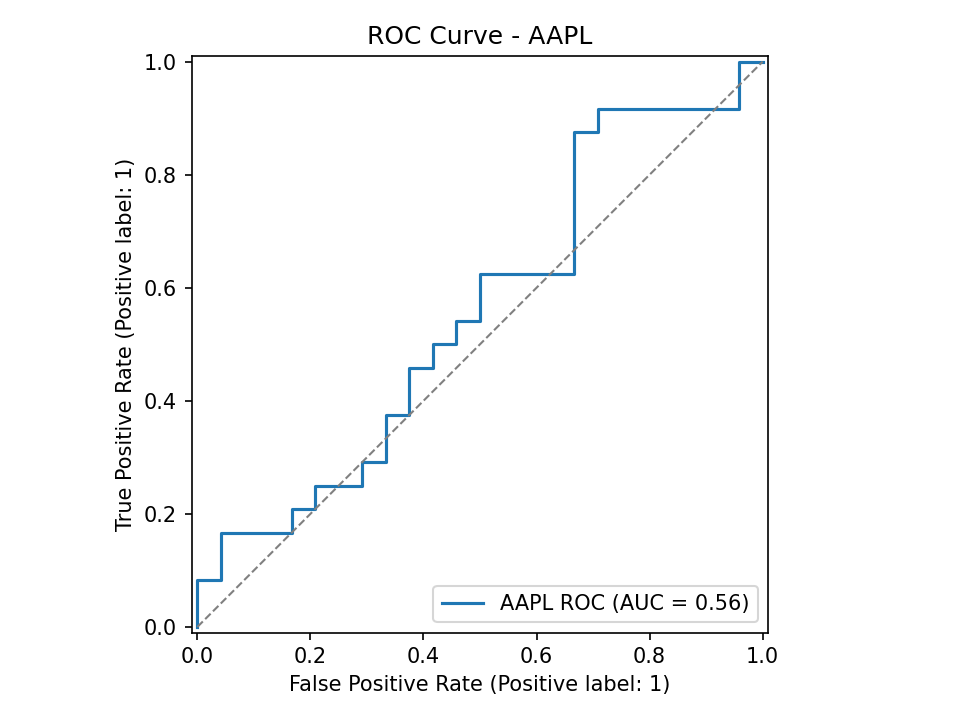 ROC Curve - AAPL
True Positive Rate (Positive label: 1)
1.0
0.8
0.6
0.4
0.2
0.0
AAPL ROC (AUC = 0.56)
0.0 0.2 0.4 0.6 0.8 1.0
False Positive Rate (Positive label: 1)